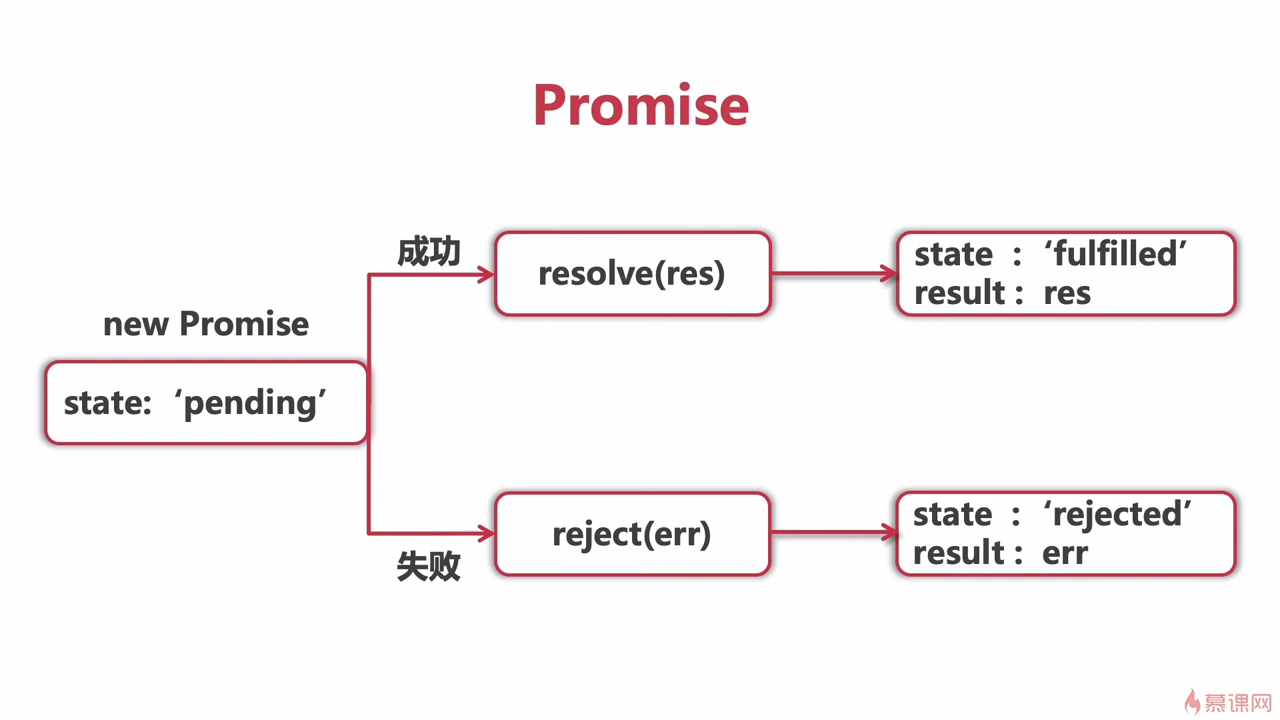 Promise
成功
resolve(res)
state : ‘fulfilled’
result : res
new Promise
state: ‘pending’
reject(err)
state : ‘rejected’
result : err
失败
慕课网